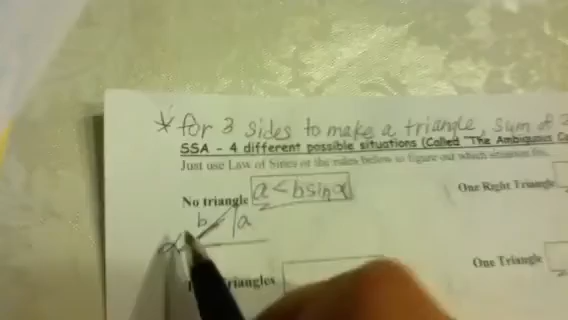 * for 3 sides to make a triangle, sum of 2
SSA - 4 different possible situations (Called "The Ambiguous Ca
Just use Law of Sines or the rules below to figure out which situation fits.
No triangle a < b sin α
One Right Triangle
b a
α
Triangles
One Triangle